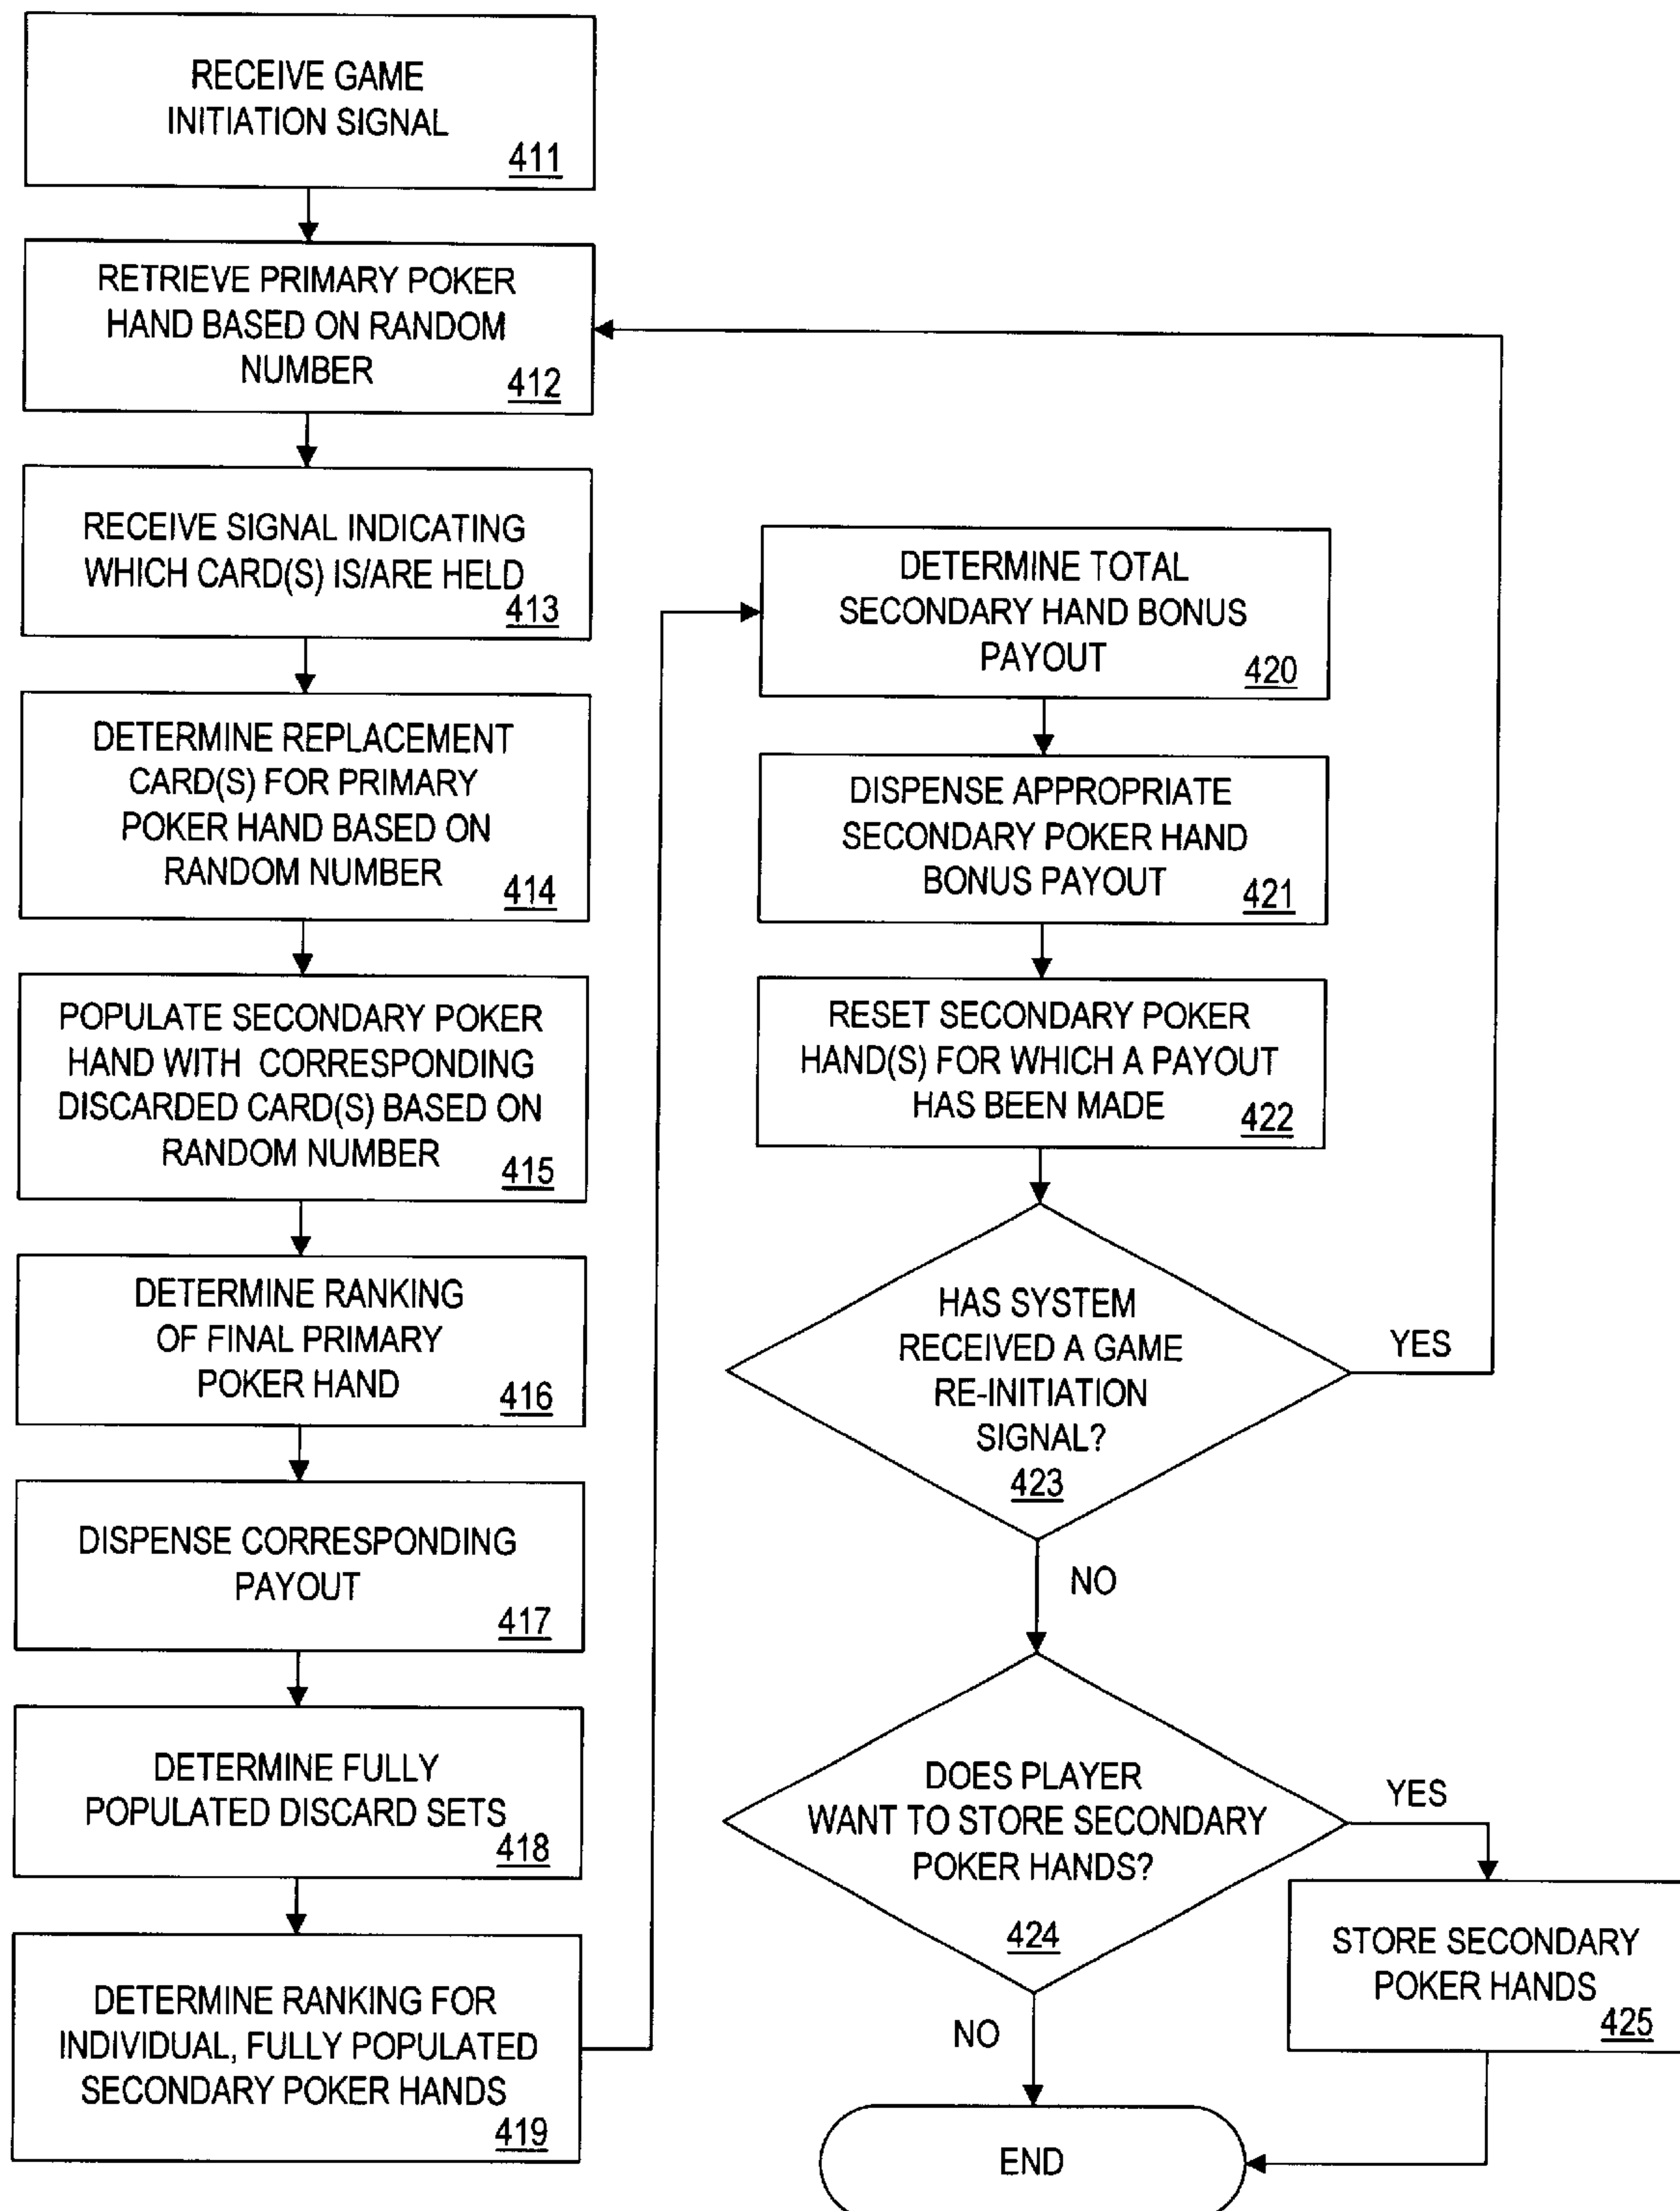 RECEIVE GAME
INITIATION SIGNAL
411
RETRIEVE PRIMARY POKER
HAND BASED ON RANDOM
NUMBER
412
RECEIVE SIGNAL INDICATING
WHICH CARD(S) IS/ARE HELD
413
DETERMINE REPLACEMENT
CARD(S) FOR PRIMARY
POKER HAND BASED ON
RANDOM NUMBER
414
POPULATE SECONDARY POKER
HAND WITH CORRESPONDING
DISCARDED CARD(S) BASED ON
RANDOM NUMBER
415
DETERMINE RANKING
OF FINAL PRIMARY
POKER HAND
416
DISPENSE CORRESPONDING
PAYOUT
417
DETERMINE FULLY
POPULATED DISCARD SETS
418
DETERMINE RANKING FOR
INDIVIDUAL, FULLY POPULATED
SECONDARY POKER HANDS
419
DETERMINE TOTAL
SECONDARY HAND BONUS
PAYOUT
420
DISPENSE APPROPRIATE
SECONDARY POKER HAND
BONUS PAYOUT
421
RESET SECONDARY POKER
HAND(S) FOR WHICH A PAYOUT
HAS BEEN MADE
422
HAS SYSTEM
RECEIVED A GAME
RE-INITIATION
SIGNAL?
423
YES
NO
DOES PLAYER
WANT TO STORE SECONDARY
POKER HANDS?
424
YES
NO
STORE SECONDARY
POKER HANDS
425
END